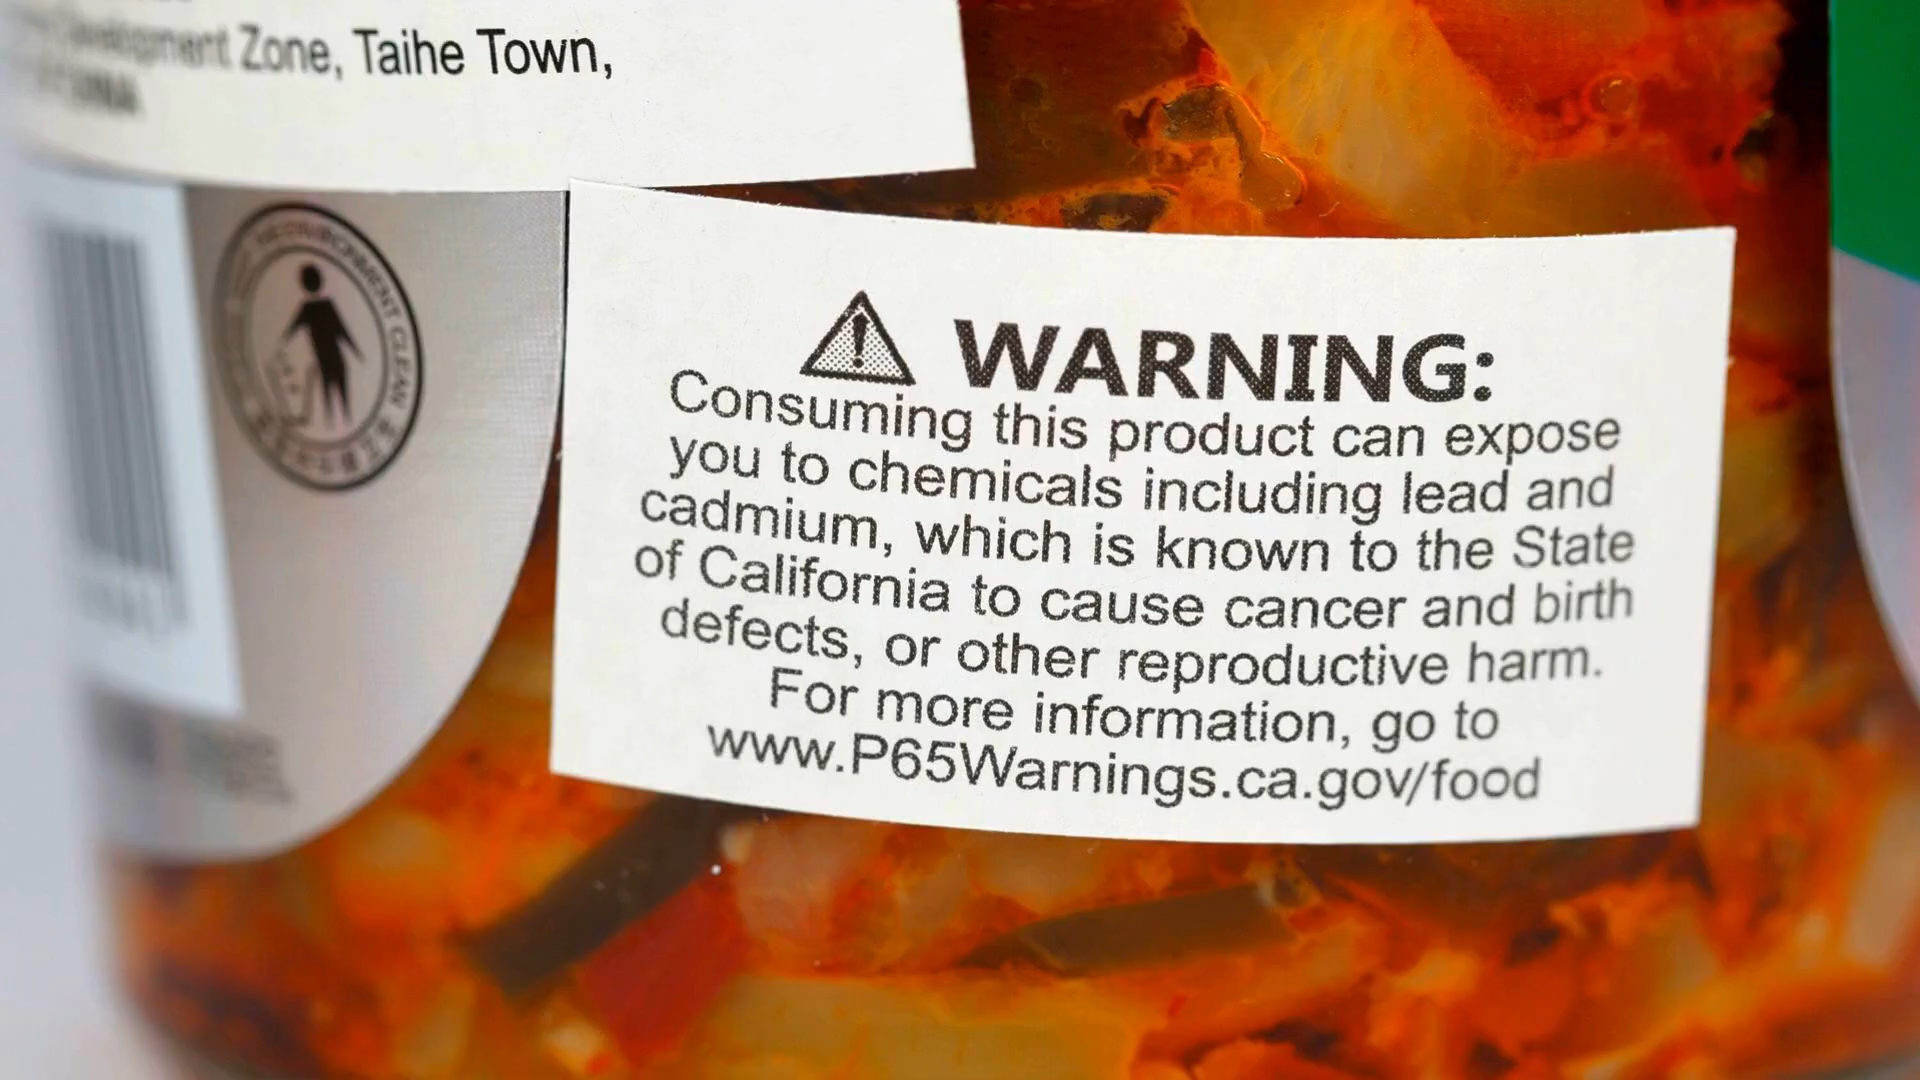 Zone, Taihe Town,
ENVIRONMENT CLEAN
WARNING:
Consuming this product can expose
you to chemicals including lead and
cadmium, which is known to the State
of California to cause cancer and birth
defects, or other reproductive harm.
For more information, go to
www.P65Warnings.ca.gov/food